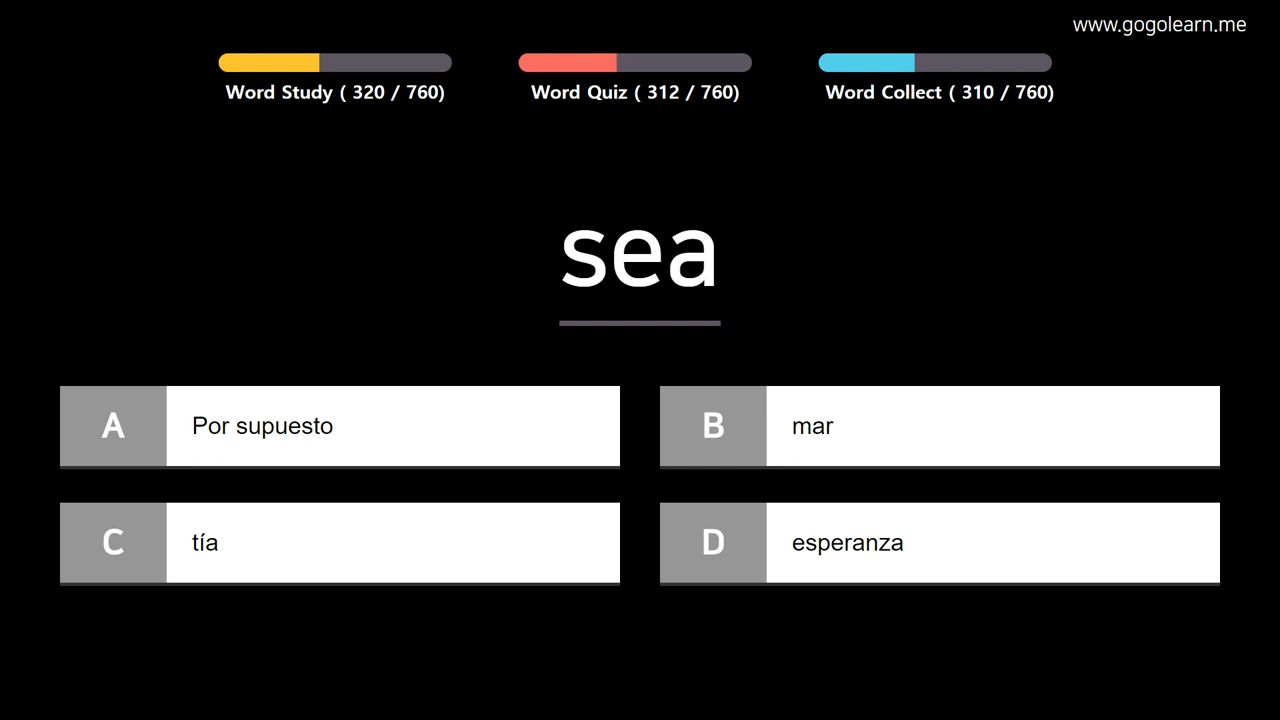 www.gogolearn.me
Word Study ( 320 / 760)
Word Quiz ( 312 / 760)
Word Collect ( 310 / 760)
sea
A
Por supuesto
B
mar
C
tía
D
esperanza